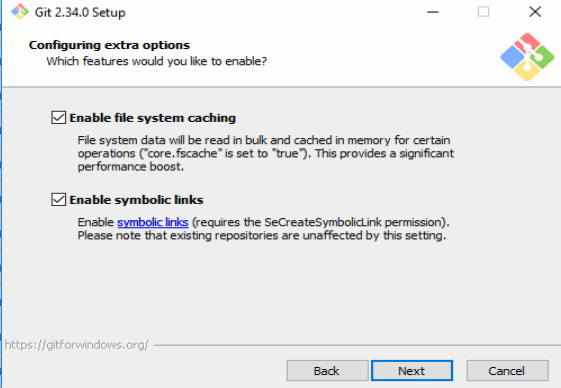 Git 2.34.0 Setup
Configuring extra options
Which features would you like to enable?
Enable file system caching
File system data will be read in bulk and cached in memory for certain
operations ("core.fscache" is set to "true"). This provides a significant
performance boost.
Enable symbolic links
Enable symbolic links (requires the SeCreateSymbolicLink permission).
Please note that existing repositories are unaffected by this setting.
https://gitforwindows.org/
Back
Next
Cancel